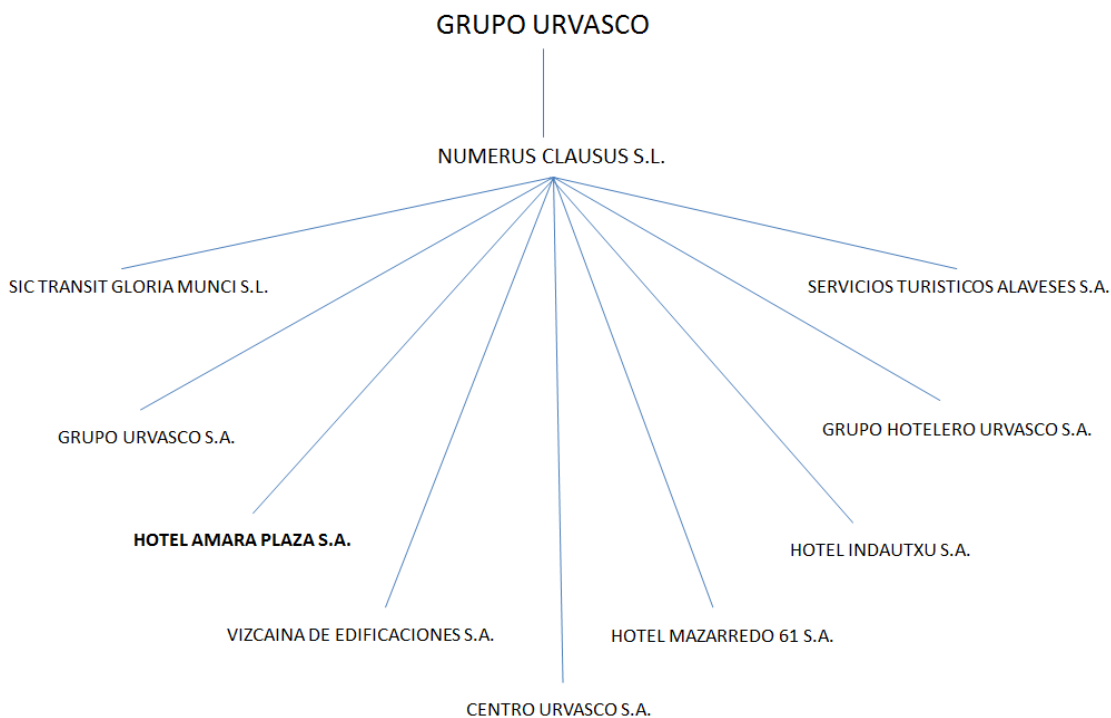 GRUPO URVASCO
NUMERUS CLAUSUS S.L.
SIC TRANSIT GLORIA MUNCI S.L.
SERVICIOS TURISTICOS ALAVESES S.A.
GRUPO URVASCO S.A.
GRUPO HOTELERO URVASCO S.A.
HOTEL AMARA PLAZA S.A.
HOTEL INDAUTXU S.A.
VIZCAINA DE EDIFICACIONES S.A.
HOTEL MAZARREDO 61 S.A.
CENTRO URVASCO S.A.